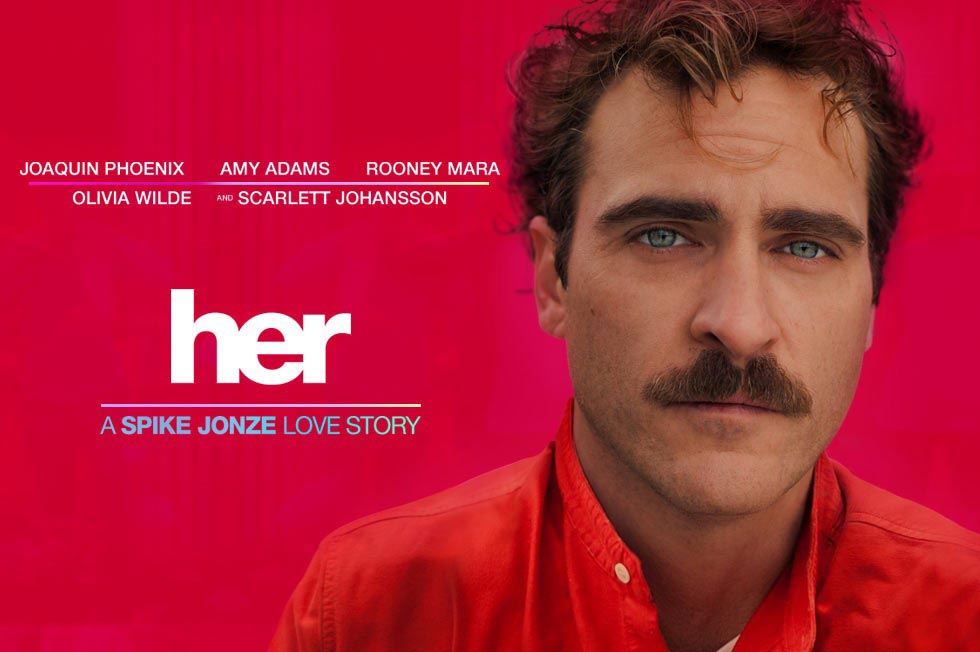 JOAQUIN PHOENIX AMY ADAMS ROONEY MARA
OLIVIA WILDE AND SCARLETT JOHANSSON
her
A SPIKE JONZE LOVE STORY